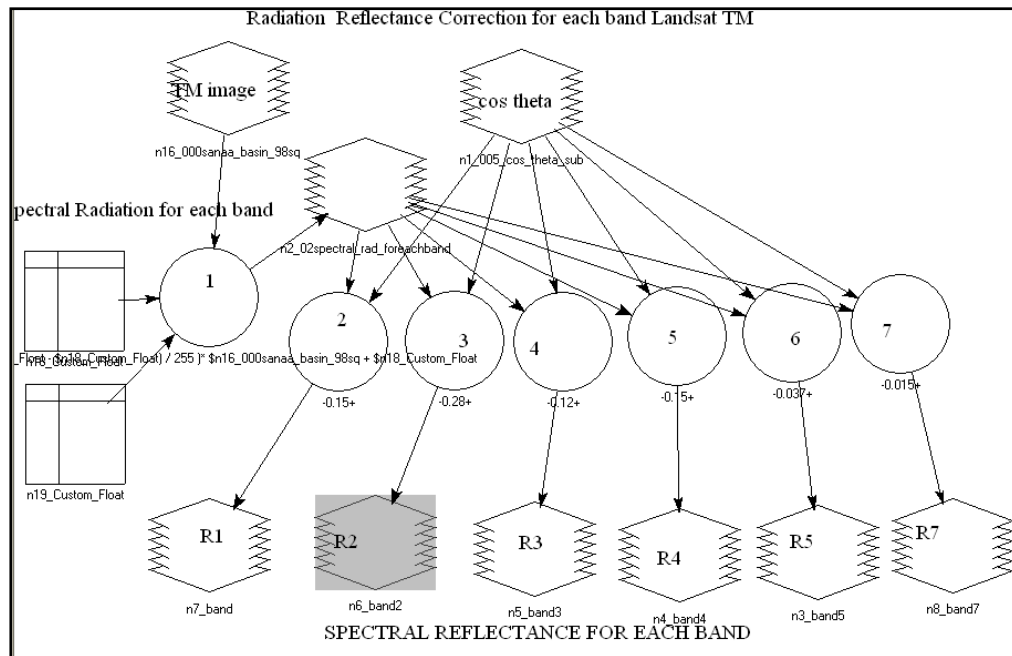 Radiation Reflectance Correction for each band Landsat TM
TM image
cos theta
n16_000sanaa_basin_98sq
n1_005_cos_theta_sub
pectral Radiation for each band
n2_02spectral_rad_foreachband
1
2
3
4
5
6
7
_Float - $n18_Custom_Float) / 255 )* $n16_000sanaa_basin_98sq + $n18_Custom_Float
n18_Custom_Float
-0.15+
-0.28+
-0.12+
-0.15+
-0.037+
-0.015+
n19_Custom_Float
R1
R2
R3
R4
R5
R7
n7_band
n6_band2
n5_band3
n4_band4
n3_band5
n8_band7
SPECTRAL REFLECTANCE FOR EACH BAND